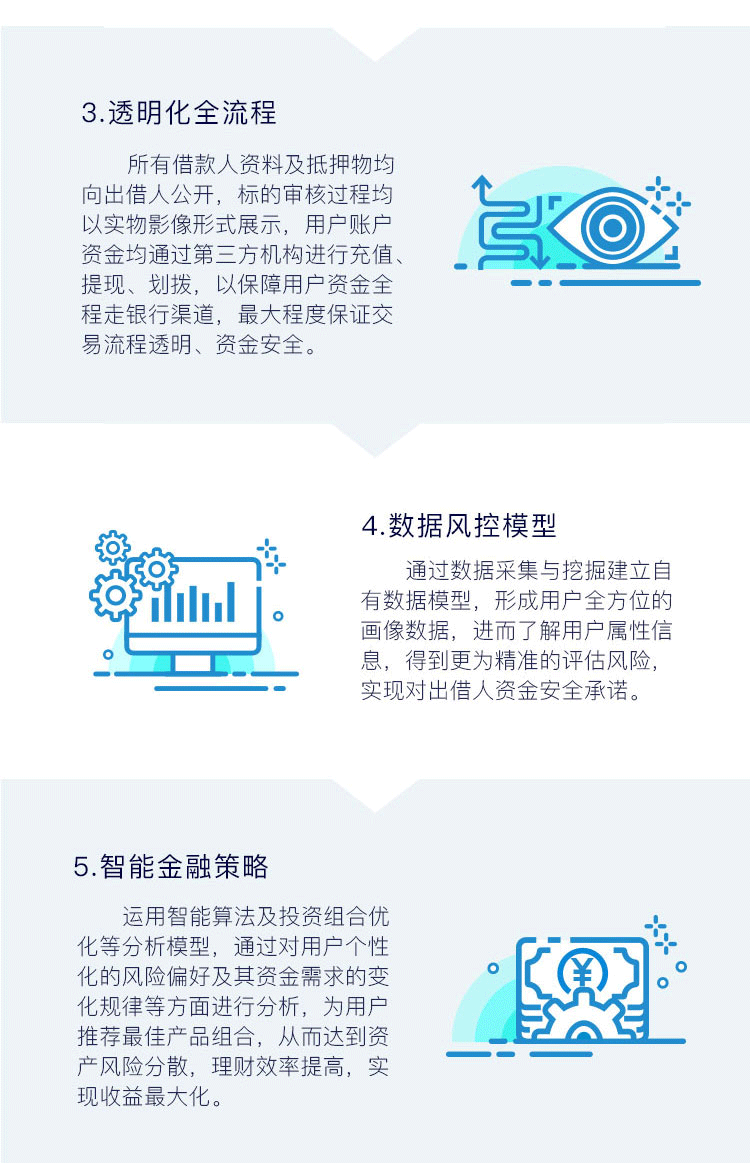 3.透明化全流程
所有借款人资料及抵押物均
向出借人公开，标的审核过程均
以实物影像形式展示，用户账户
资金均通过第三方机构进行充值、
提现、划拨，以保障用户资金全
程走银行渠道，最大程度保证交
易流程透明、资金安全。
4.数据风控模型
通过数据采集与挖掘建立自
有数据模型，形成用户全方位的
画像数据，进而了解用户属性信
息，得到更为精准的评估风险，
实现对出借人资金安全承诺。
5.智能金融策略
运用智能算法及投资组合优
化等分析模型，通过对用户个性
化的风险偏好及其资金需求的变
化规律等方面进行分析，为用户
推荐最佳产品组合，从而达到资
产风险分散，理财效率提高，实
现收益最大化。
¥